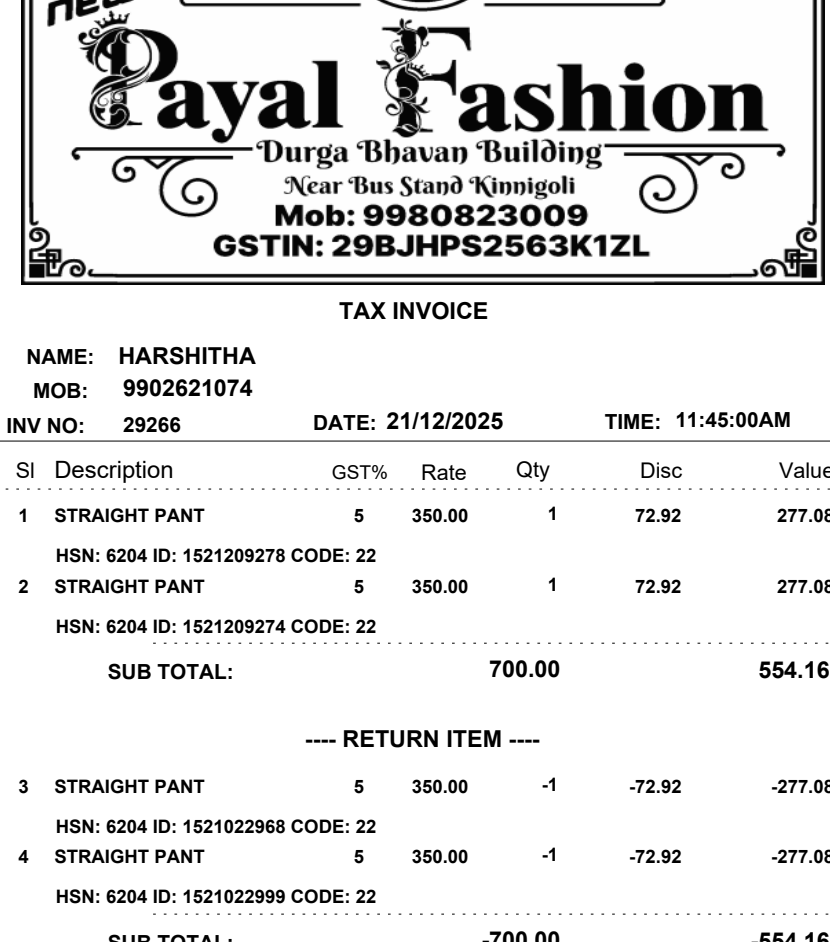 new
Payal Fashion
Durga Bhavan Building
Near Bus Stand Kinnigoli
Mob: 9980823009
GSTIN: 29BJHPS2563K1ZL
TAX INVOICE
NAME: HARSHITHA
MOB: 9902621074
INV NO: 29266 DATE: 21/12/2025 TIME: 11:45:00AM
Sl Description GST% Rate Qty Disc Value
1 STRAIGHT PANT 5 350.00 1 72.92 277.08
HSN: 6204 ID: 1521209278 CODE: 22
2 STRAIGHT PANT 5 350.00 1 72.92 277.08
HSN: 6204 ID: 1521209274 CODE: 22
SUB TOTAL: 700.00 554.16
---- RETURN ITEM ----
3 STRAIGHT PANT 5 350.00 -1 -72.92 -277.08
HSN: 6204 ID: 1521022968 CODE: 22
4 STRAIGHT PANT 5 350.00 -1 -72.92 -277.08
HSN: 6204 ID: 1521022999 CODE: 22
SUB TOTAL: -700.00 -554.16